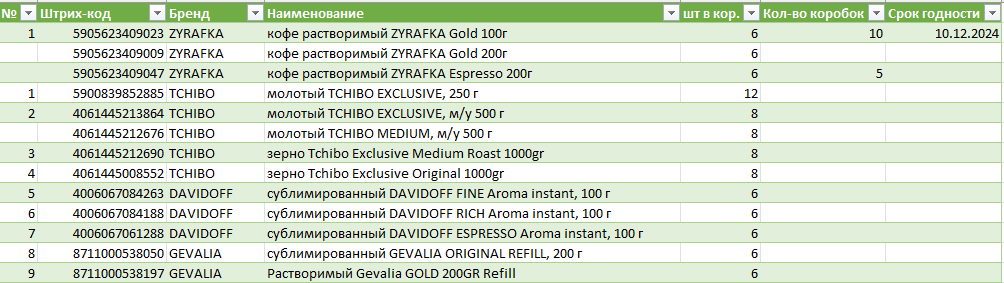 № Штрих-код Бренд Наименование шт в кор. Кол-во коробок Срок годности
1 5905623409023 ZYRAFKA кофе растворимый ZYRAFKA Gold 100г 6 10 10.12.2024
5905623409009 ZYRAFKA кофе растворимый ZYRAFKA Gold 200г 6
5905623409047 ZYRAFKA кофе растворимый ZYRAFKA Espresso 200г 6 5
1 5900839852885 TCHIBO молотый TCHIBO EXCLUSIVE, 250 г 12
2 4061445213864 TCHIBO молотый TCHIBO EXCLUSIVE, м/у 500 г 8
4061445212676 TCHIBO молотый TCHIBO MEDIUM, м/у 500 г 8
3 4061445212690 TCHIBO зерно Tchibo Exclusive Medium Roast 1000gr 8
4 4061445008552 TCHIBO зерно Tchibo Exclusive Original 1000gr 8
5 4006067084263 DAVIDOFF сублимированный DAVIDOFF FINE Aroma instant, 100 г 6
6 4006067084188 DAVIDOFF сублимированный DAVIDOFF RICH Aroma instant, 100 г 6
7 4006067061288 DAVIDOFF сублимированный DAVIDOFF ESPRESSO Aroma instant, 100 г 6
8 8711000538050 GEVALIA сублимированный GEVALIA ORIGINAL REFILL, 200 г 6
9 8711000538197 GEVALIA Растворимый Gevalia GOLD 200GR Refill 6